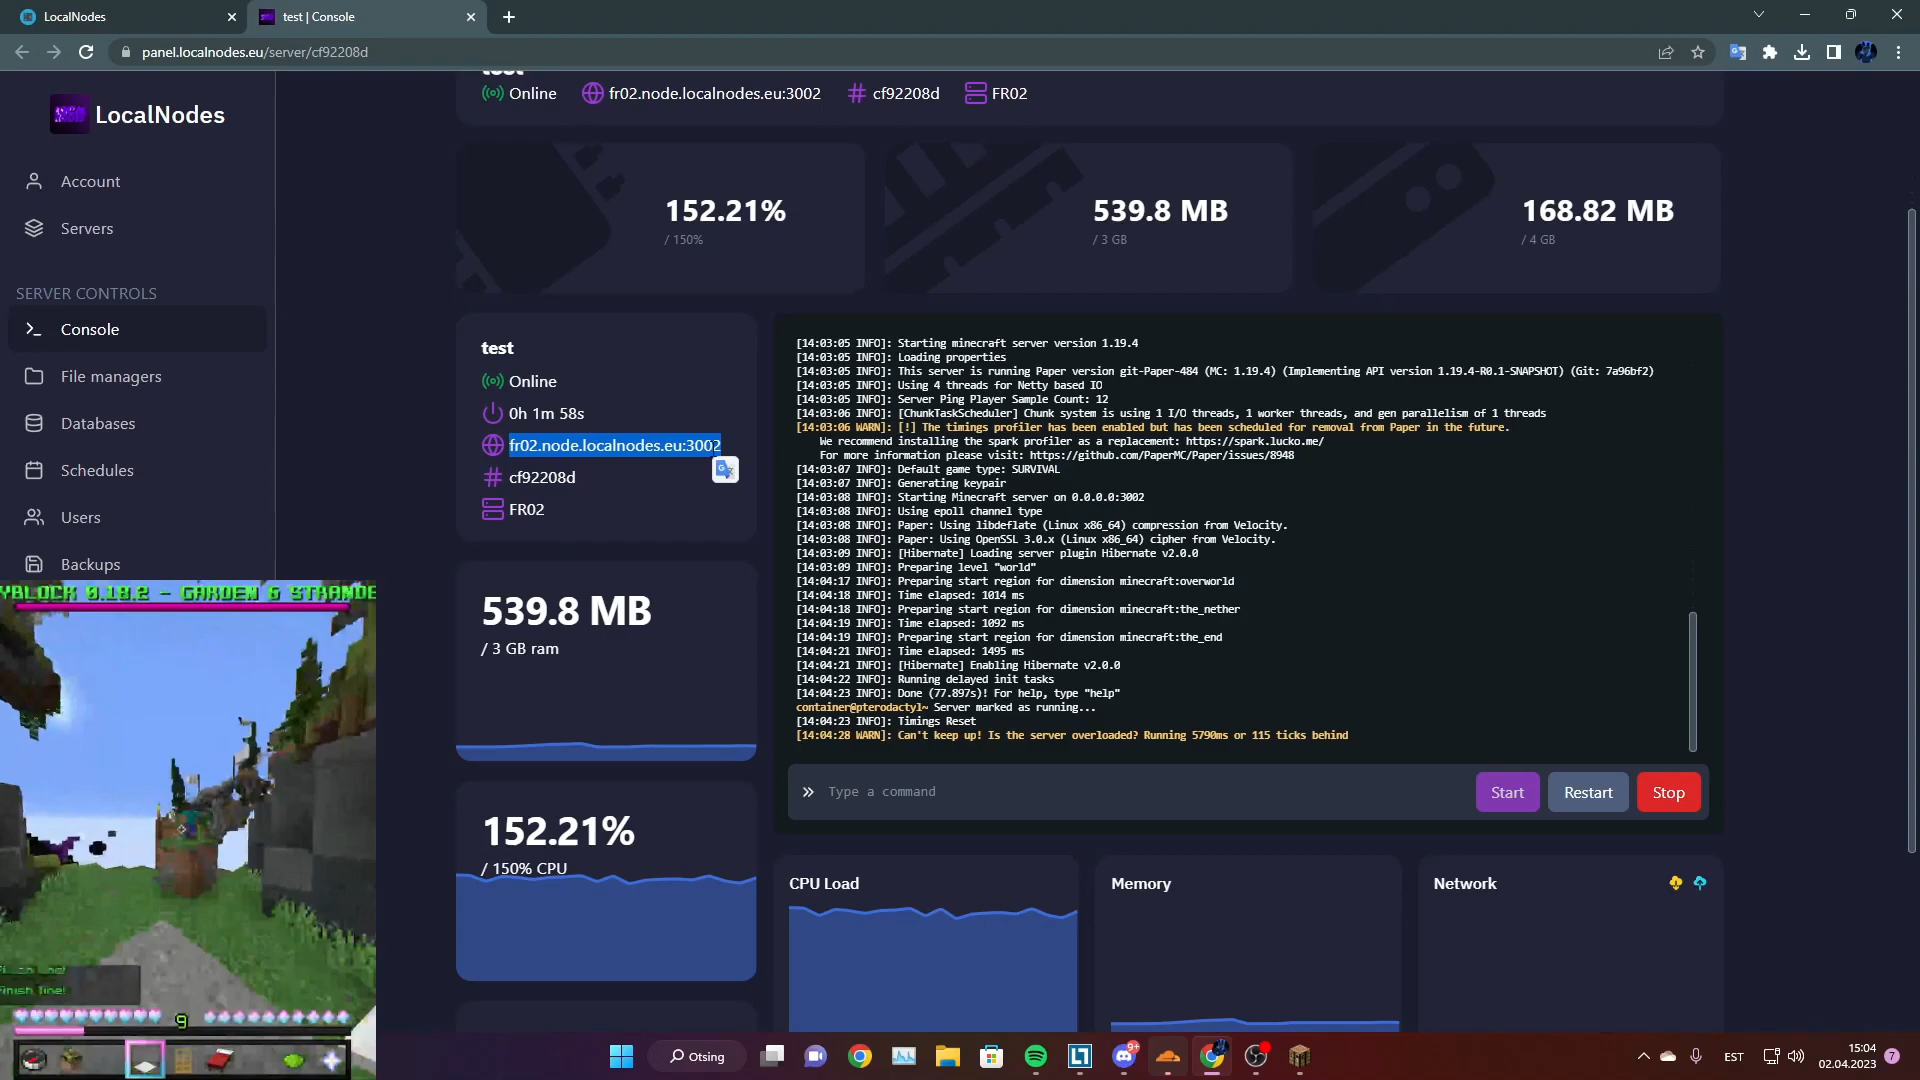 LocalNodes
test | Console
panel.localnodes.eu/server/cf92208d
LocalNodes
Account
Servers
SERVER CONTROLS
Console
File managers
Databases
Schedules
Users
Backups
test
Online
fr02.node.localnodes.eu:3002
cf92208d
FR02
152.21%
/ 150%
539.8 MB
/ 3 GB
168.82 MB
/ 4 GB
test
Online
0h 1m 58s
fr02.node.localnodes.eu:3002
cf92208d
FR02
539.8 MB
/ 3 GB ram
152.21%
/ 150% CPU
[14:03:05 INFO]: Starting minecraft server version 1.19.4
[14:03:05 INFO]: Loading properties
[14:03:05 INFO]: This server is running Paper version git-Paper-484 (MC: 1.19.4) (Implementing API version 1.19.4-R0.1-SNAPSHOT) (Git: 7a96bf2)
[14:03:05 INFO]: Using 4 threads for Netty based IO
[14:03:05 INFO]: Server Ping Player Sample Count: 12
[14:03:06 INFO]: [ChunkTaskScheduler] Chunk system is using 1 I/O threads, 1 worker threads, and gen parallelism of 1 threads
[14:03:06 WARN]: [!] The timings profiler has been enabled but has been scheduled for removal from Paper in the future.
We recommend installing the spark profiler as a replacement: https://spark.lucko.me/
For more information please visit: https://github.com/PaperMC/Paper/issues/8948
[14:03:07 INFO]: Default game type: SURVIVAL
[14:03:07 INFO]: Generating keypair
[14:03:08 INFO]: Starting Minecraft server on 0.0.0.0:3002
[14:03:08 INFO]: Using epoll channel type
[14:03:08 INFO]: Paper: Using libdeflate (Linux x86_64) compression from Velocity.
[14:03:08 INFO]: Paper: Using OpenSSL 3.0.x (Linux x86_64) cipher from Velocity.
[14:03:09 INFO]: [Hibernate] Loading server plugin Hibernate v2.0.0
[14:03:09 INFO]: Preparing level "world"
[14:04:17 INFO]: Preparing start region for dimension minecraft:overworld
[14:04:18 INFO]: Time elapsed: 1014 ms
[14:04:18 INFO]: Preparing start region for dimension minecraft:the_nether
[14:04:19 INFO]: Time elapsed: 1092 ms
[14:04:19 INFO]: Preparing start region for dimension minecraft:the_end
[14:04:21 INFO]: Time elapsed: 1495 ms
[14:04:21 INFO]: [Hibernate] Enabling Hibernate v2.0.0
[14:04:22 INFO]: Running delayed init tasks
[14:04:23 INFO]: Done (77.897s)! For help, type "help"
container@pterodactyl~ Server marked as running...
[14:04:23 INFO]: Timings Reset
[14:04:28 WARN]: Can't keep up! Is the server overloaded? Running 5790ms or 115 ticks behind
Type a command
Start
Restart
Stop
CPU Load
Memory
Network
YBLOCK 0.18.2 - GARDEN & STRANDE
Finish Time!
9
Otsing
9+
EST
15:04
02.04.2023
7